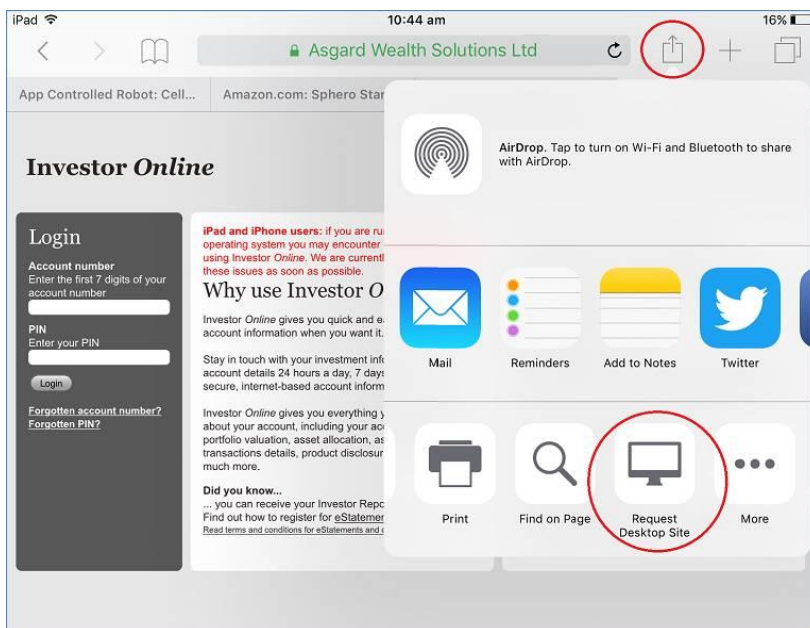 iPad
10:44 am
16%
Asgard Wealth Solutions Ltd
App Controlled Robot: Cell...
Amazon.com: Sphero Star
Investor Online
Login
Account number
Enter the first 7 digits of your
account number
PIN
Enter your PIN
Login
Forgotten account number?
Forgotten PIN?
iPad and iPhone users: if you are ru
operating system you may encounter
using Investor Online. We are current
these issues as soon as possible.
Why use Investor O
Investor Online gives you quick and e
account information when you want it.
Stay in touch with your investment info
account details 24 hours a day, 7 days
secure, internet-based account inform
Investor Online gives you everything y
about your account, including your acc
portfolio valuation, asset allocation, as
transactions details, product disclosur
much more.
Did you know...
... you can receive your Investor Repo
Find out how to register for eStatemen
Read terms and conditions for eStatements and
AirDrop. Tap to turn on Wi-Fi and Bluetooth to share
with AirDrop.
Mail
Reminders
Add to Notes
Twitter
Print
Find on Page
Request
Desktop Site
More